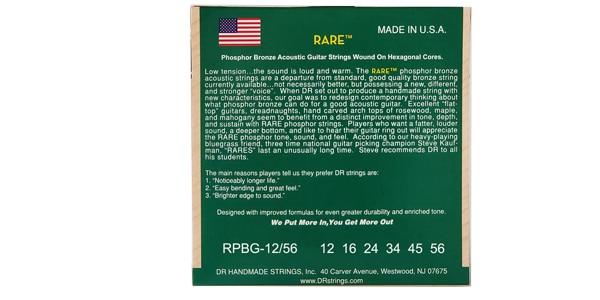 MADE IN U.S.A.
RARE™
Phosphor Bronze Acoustic Guitar Strings Wound On Hexagonal Cores.
Low tension...the sound is loud and warm. The RARE™ phosphor bronze
acoustic strings are a departure from standard, good quality bronze string
currently available...not necessarily better, but possessing a new, different,
and stronger "voice". When DR set out to produce a handmade string with
new characteristics, our goal was to redesign contemporary thinking about
what phosphor bronze can do for a good acoustic guitar. Excellent "flat-
top" guitars, dreadnaughts, hand carved arch tops of rosewood, maple,
and mahogany seem to benefit from a distinct improvement in tone, depth,
and sustain with RARE phosphor strings. Players who want a fatter, louder
sound, a deeper bottom, and like to hear their guitar ring out will appreciate
the RARE phosphor tone, sound, and feel. According to our heavy-playing
bluegrass friend, three time national guitar picking champion Steve Kauf-
man, "RARES" last an unusually long time. Steve recommends DR to all
his students.
The main reasons players tell us they prefer DR strings are:
1. "Noticeably longer life."
2. "Easy bending and great feel."
3. "Brighter edge to sound."
Designed with improved formulas for even greater durability and enriched tone.
We Put More In,You Get More Out
RPBG-12/56 12 16 24 34 45 56
DR HANDMADE STRINGS, Inc. 40 Carver Avenue, Westwood, NJ 07675
www.DRstrings.com